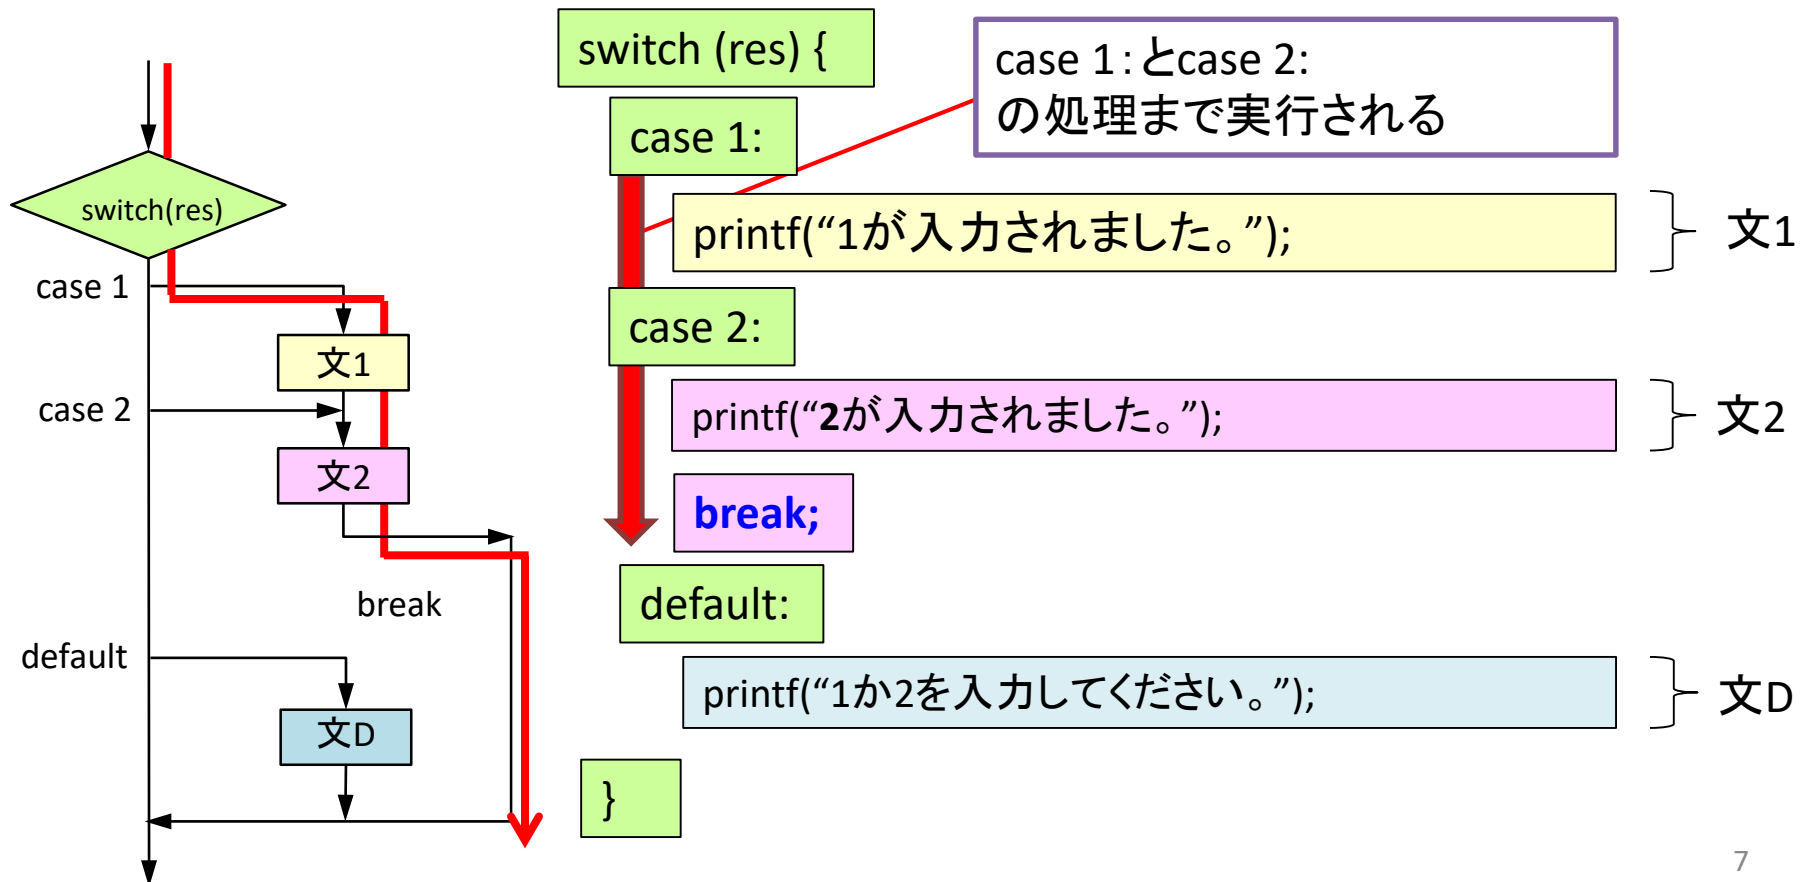 switch(res)
case 1
文1
case 2
文2
break
default
文D
switch (res) {
case 1:とcase 2:
の処理まで実行される
case 1:
printf(“1が入力されました。”);
文1
case 2:
printf(“2が入力されました。”);
文2
break;
default:
printf(“1か2を入力してください。”);
文D
}
7